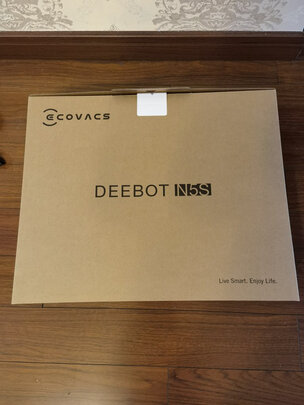 ECOVACS
DEEBOT N5S
Live Smart. Enjoy Life.